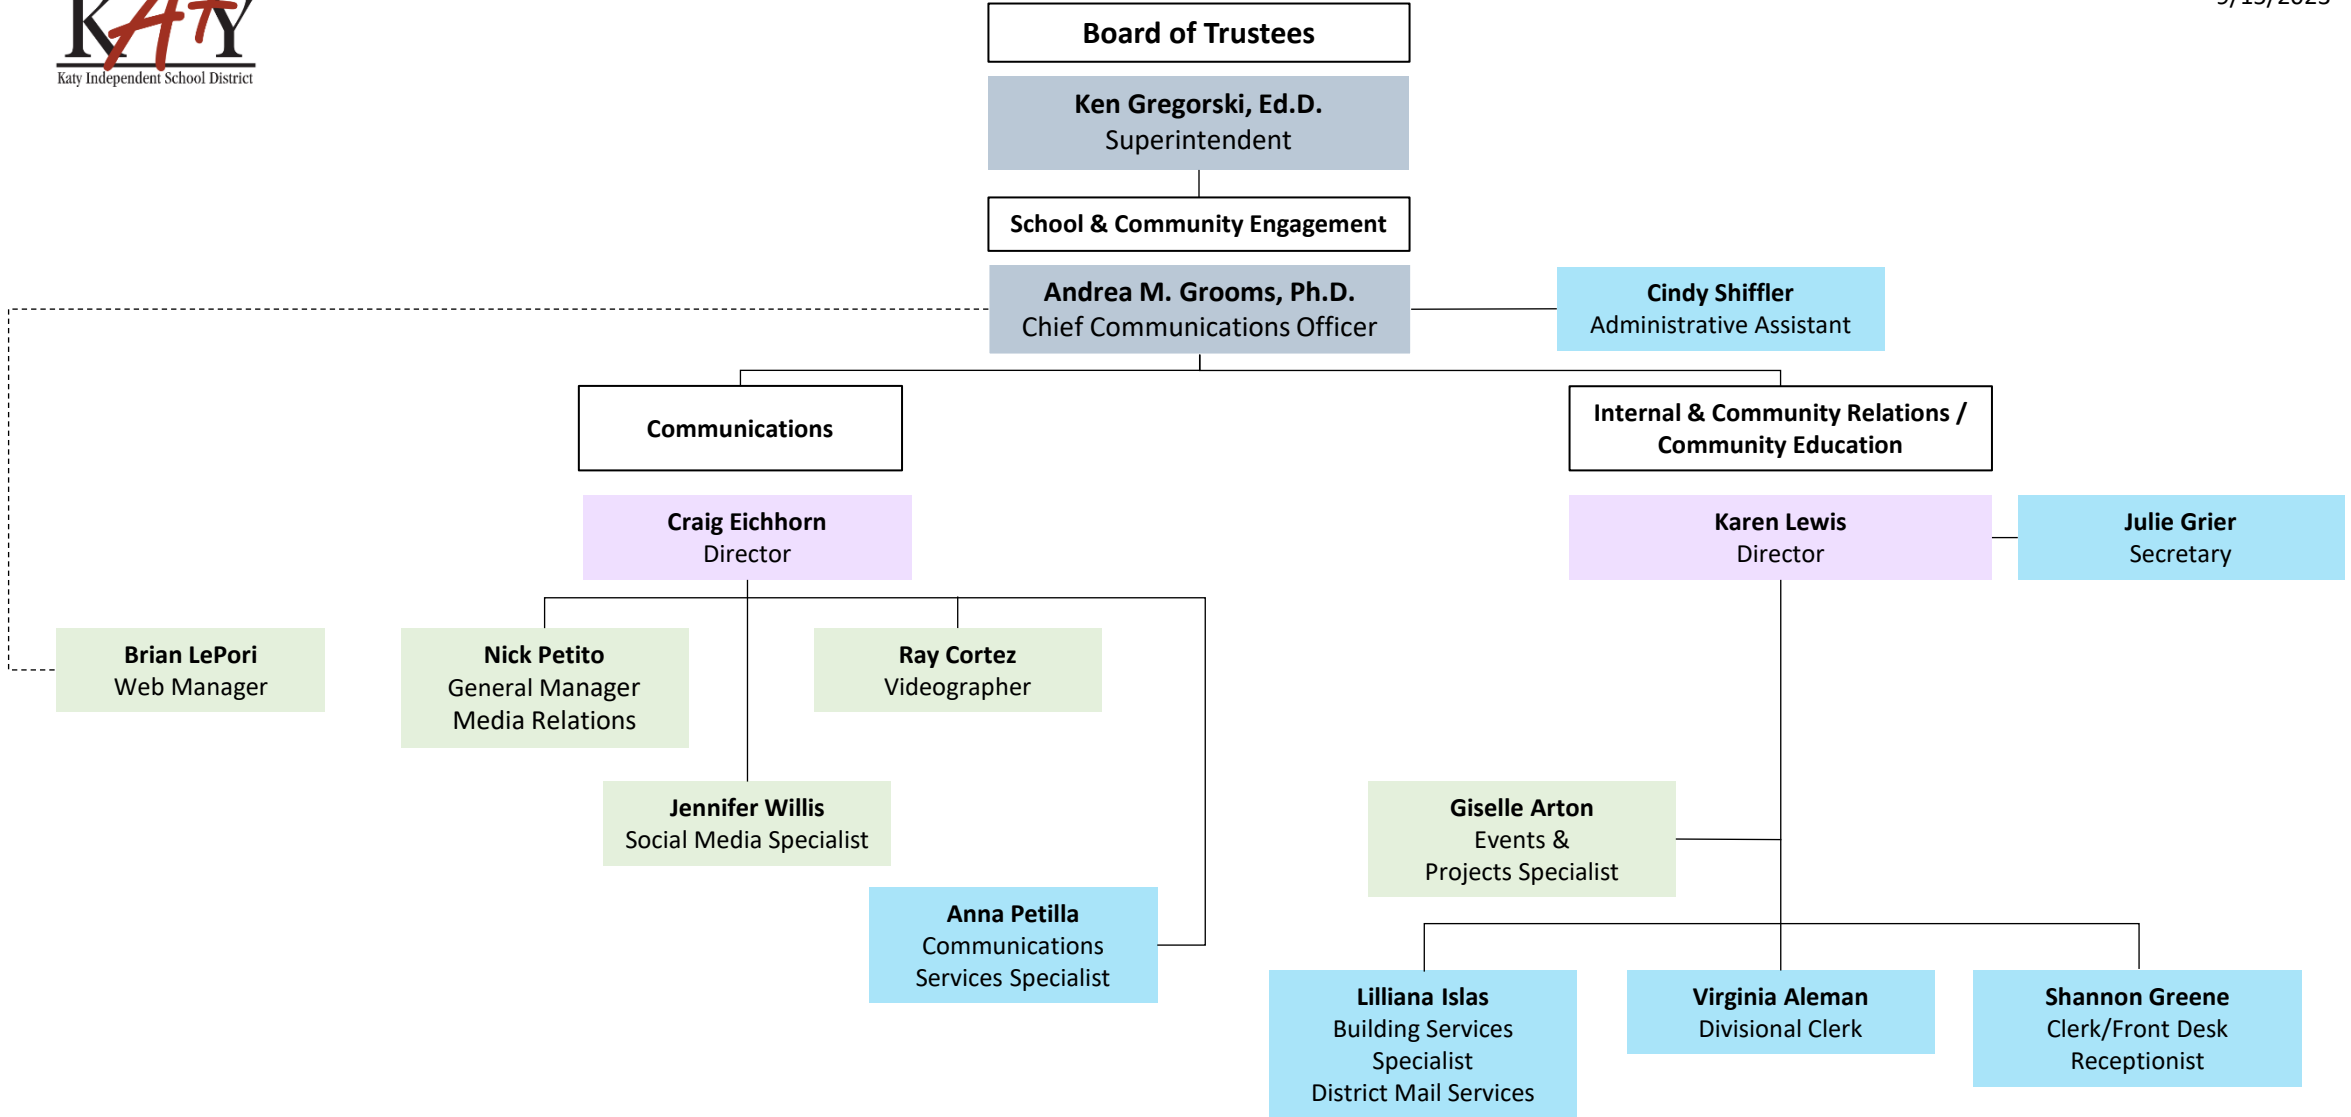 KATY
Katy Independent School District
Board of Trustees
Ken Gregorski, Ed.D.
Superintendent
School & Community Engagement
Andrea M. Grooms, Ph.D.
Chief Communications Officer
Cindy Shiffler
Administrative Assistant
Communications
Internal & Community Relations /
Community Education
Craig Eichhorn
Director
Karen Lewis
Director
Julie Grier
Secretary
Brian LePori
Web Manager
Nick Petito
General Manager
Media Relations
Ray Cortez
Videographer
Jennifer Willis
Social Media Specialist
Giselle Arton
Events &
Projects Specialist
Anna Petilla
Communications
Services Specialist
Lilliana Islas
Building Services
Specialist
District Mail Services
Virginia Aleman
Divisional Clerk
Shannon Greene
Clerk/Front Desk
Receptionist